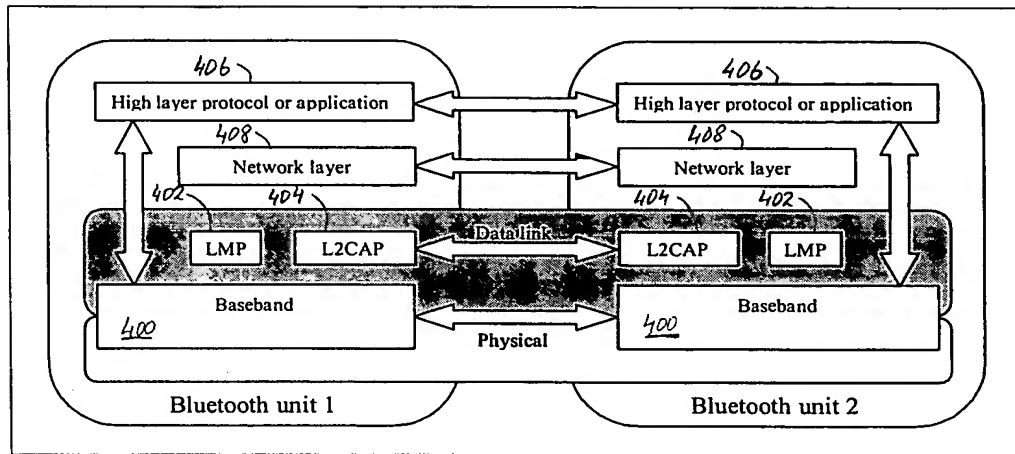 406 406
High layer protocol or application High layer protocol or application
408 408
Network layer Network layer
402 404 404 402
LMP L2CAP Data link L2CAP LMP
Baseband Baseband
400 Physical 400
Bluetooth unit 1 Bluetooth unit 2